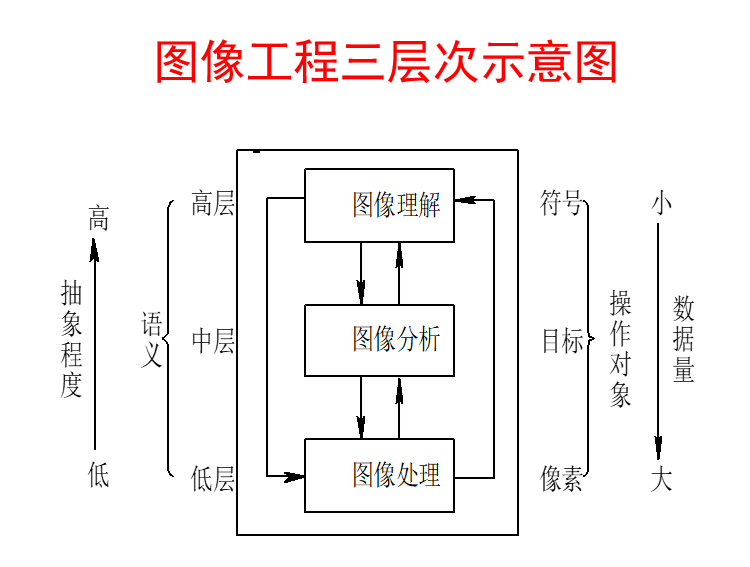 图像工程三层次示意图
高
抽象程度
低
语义
高层
中层
低层
图像理解
图像分析
图像处理
符号
目标
像素
操作对象
小
数据量
大